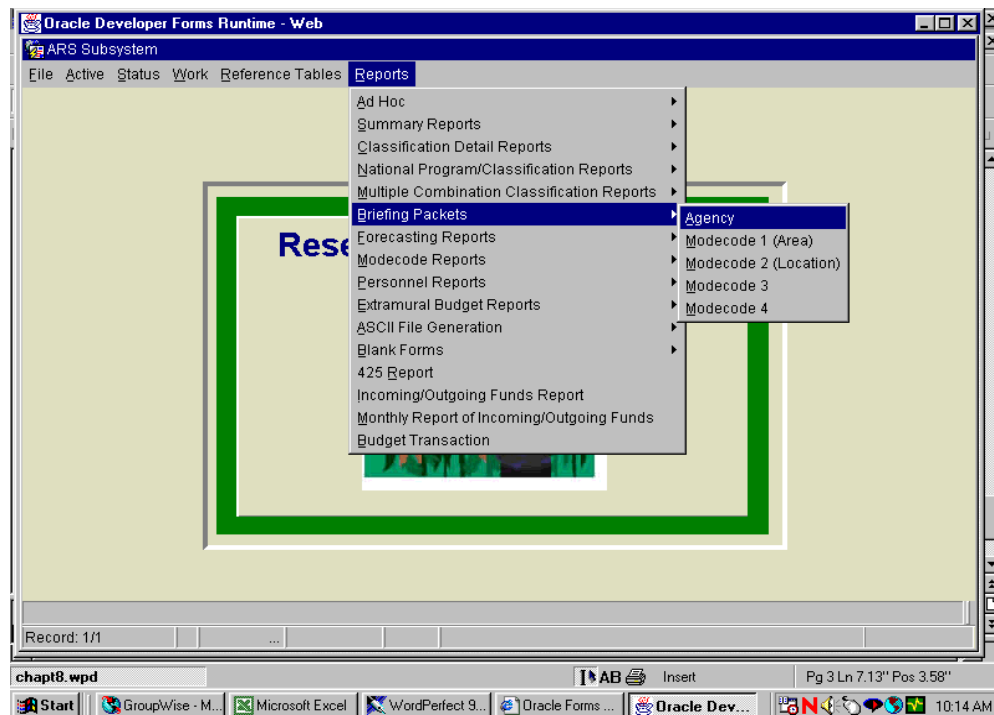 Oracle Developer Forms Runtime - Web
ARS Subsystem
File Active Status Work Reference Tables Reports
Ad Hoc
Summary Reports
Classification Detail Reports
National Program/Classification Reports
Multiple Combination Classification Reports
Briefing Packets
Agency
Modecode 1 (Area)
Modecode 2 (Location)
Modecode 3
Modecode 4
Forecasting Reports
Modecode Reports
Personnel Reports
Extramural Budget Reports
ASCII File Generation
Blank Forms
425 Report
Incoming/Outgoing Funds Report
Monthly Report of Incoming/Outgoing Funds
Budget Transaction
Rese
Record: 1/1 ...
chapt8.wpd AB Insert Pg 3 Ln 7.13" Pos 3.58"
Start GroupWise - M... Microsoft Excel WordPerfect 9... Oracle Forms ... Oracle Dev... N 10:14 AM